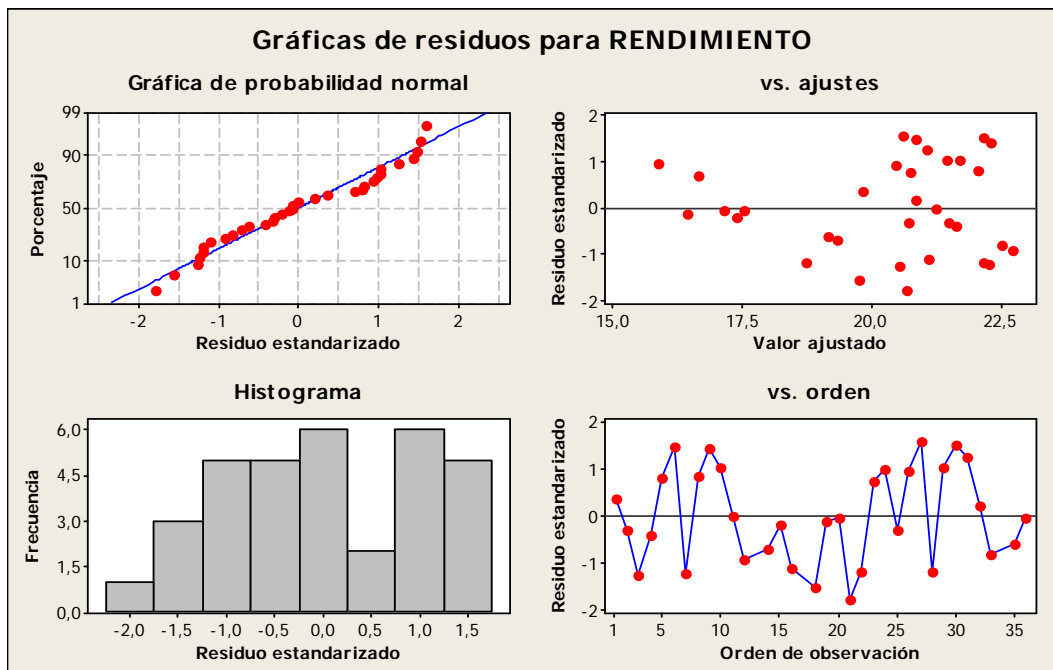 Gráficas de residuos para RENDIMIENTO
Gráfica de probabilidad normal
Porcentaje
99
90
50
10
1
-2 -1 0 1 2
Residuo estandarizado
vs. ajustes
Residuo estandarizado
2
1
0
-1
-2
15,0 17,5 20,0 22,5
Valor ajustado
Histograma
Frecuencia
6,0
4,5
3,0
1,5
0,0
-2,0 -1,5 -1,0 -0,5 0,0 0,5 1,0 1,5
Residuo estandarizado
vs. orden
Residuo estandarizado
2
1
0
-1
-2
1 5 10 15 20 25 30 35
Orden de observación